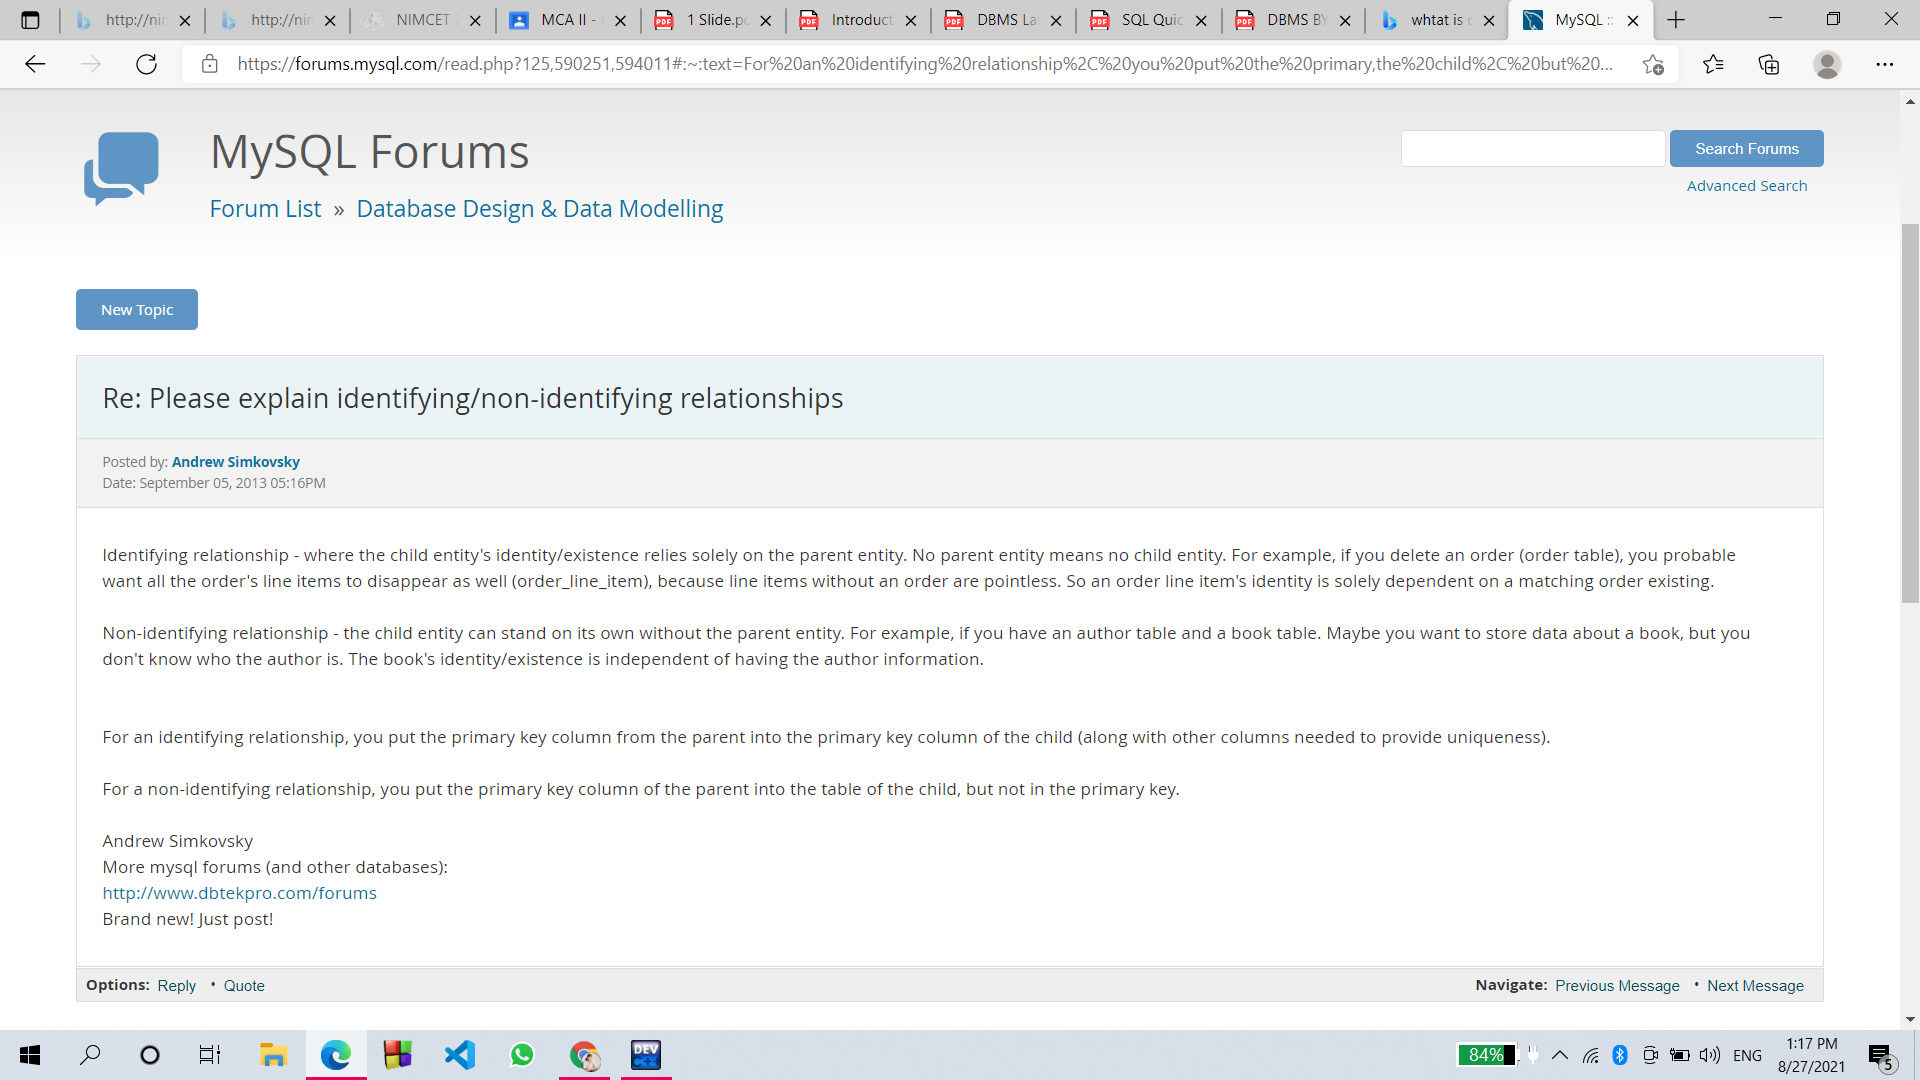 http://nir
http://nir
NIMCET
MCA II -
1 Slide.pd
Introduct
DBMS La
SQL Quic
DBMS BY
whtat is
MySQL ::
https://forums.mysql.com/read.php?125,590251,594011#:~:text=For%20an%20identifying%20relationship%2C%20you%20put%20the%20primary,the%20child%2C%20but%20...
MySQL Forums
Search Forums
Advanced Search
Forum List » Database Design & Data Modelling
New Topic
Re: Please explain identifying/non-identifying relationships
Posted by: Andrew Simkovsky
Date: September 05, 2013 05:16PM
Identifying relationship - where the child entity's identity/existence relies solely on the parent entity. No parent entity means no child entity. For example, if you delete an order (order table), you probable
want all the order's line items to disappear as well (order_line_item), because line items without an order are pointless. So an order line item's identity is solely dependent on a matching order existing.
Non-identifying relationship - the child entity can stand on its own without the parent entity. For example, if you have an author table and a book table. Maybe you want to store data about a book, but you
don't know who the author is. The book's identity/existence is independent of having the author information.
For an identifying relationship, you put the primary key column from the parent into the primary key column of the child (along with other columns needed to provide uniqueness).
For a non-identifying relationship, you put the primary key column of the parent into the table of the child, but not in the primary key.
Andrew Simkovsky
More mysql forums (and other databases):
http://www.dbtekpro.com/forums
Brand new! Just post!
Options: Reply • Quote
Navigate: Previous Message • Next Message
DEV
C++
84%
ENG
1:17 PM
8/27/2021
5